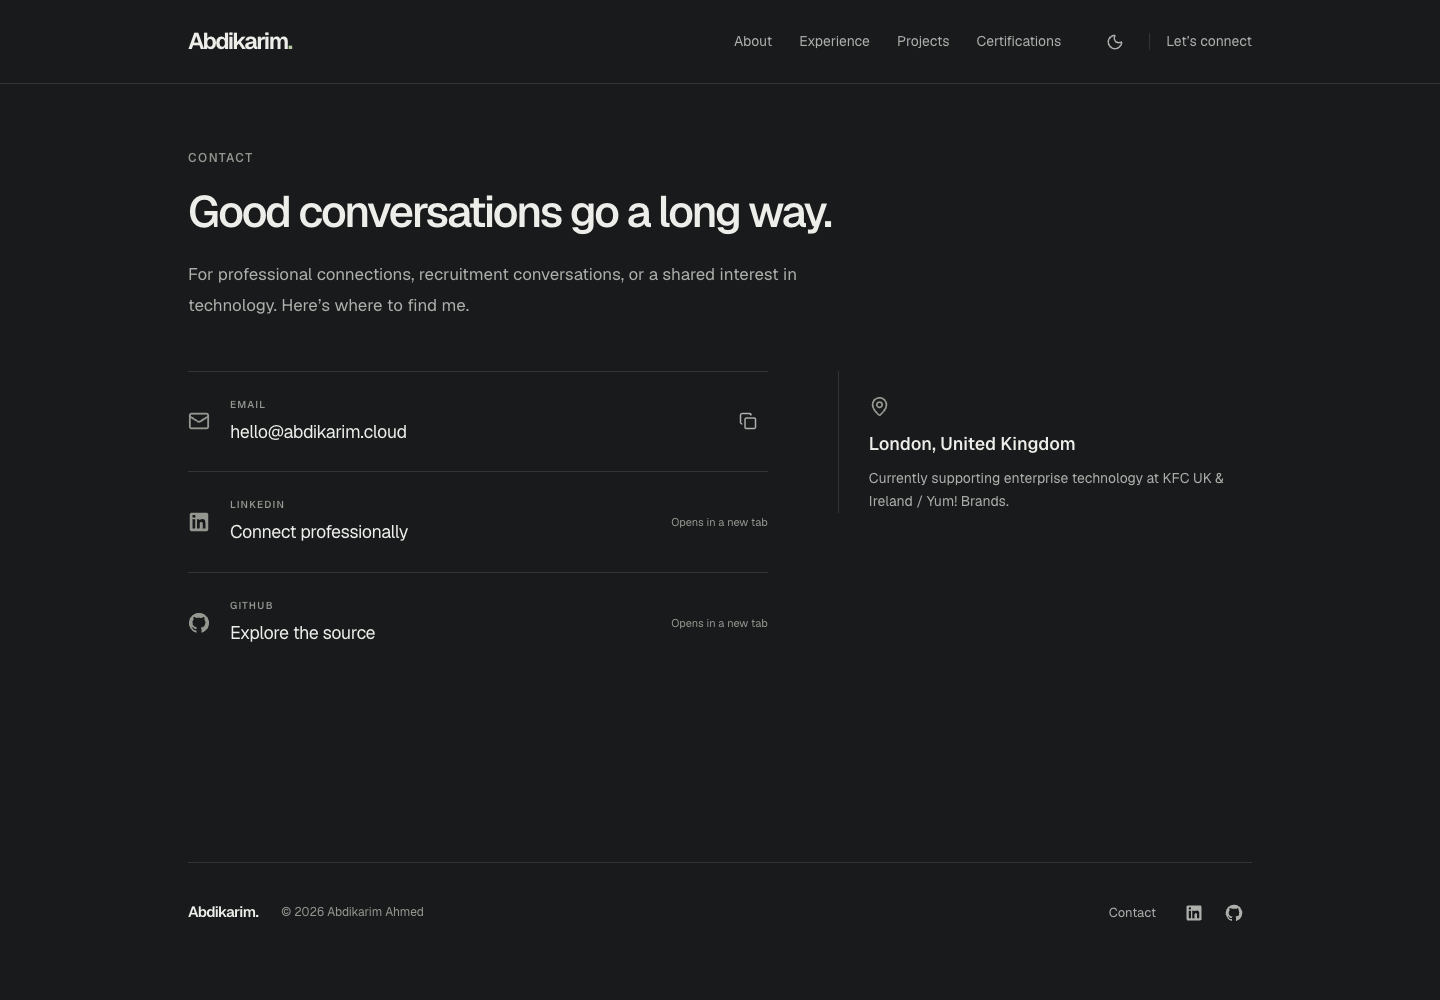 Abdikarim.
About
Experience
Projects
Certifications
Let’s connect
CONTACT
Good conversations go a long way.
For professional connections, recruitment conversations, or a shared interest in
technology. Here’s where to find me.
EMAIL
hello@abdikarim.cloud
LINKEDIN
Connect professionally
Opens in a new tab
GITHUB
Explore the source
Opens in a new tab
London, United Kingdom
Currently supporting enterprise technology at KFC UK &
Ireland / Yum! Brands.
Abdikarim.
© 2026 Abdikarim Ahmed
Contact